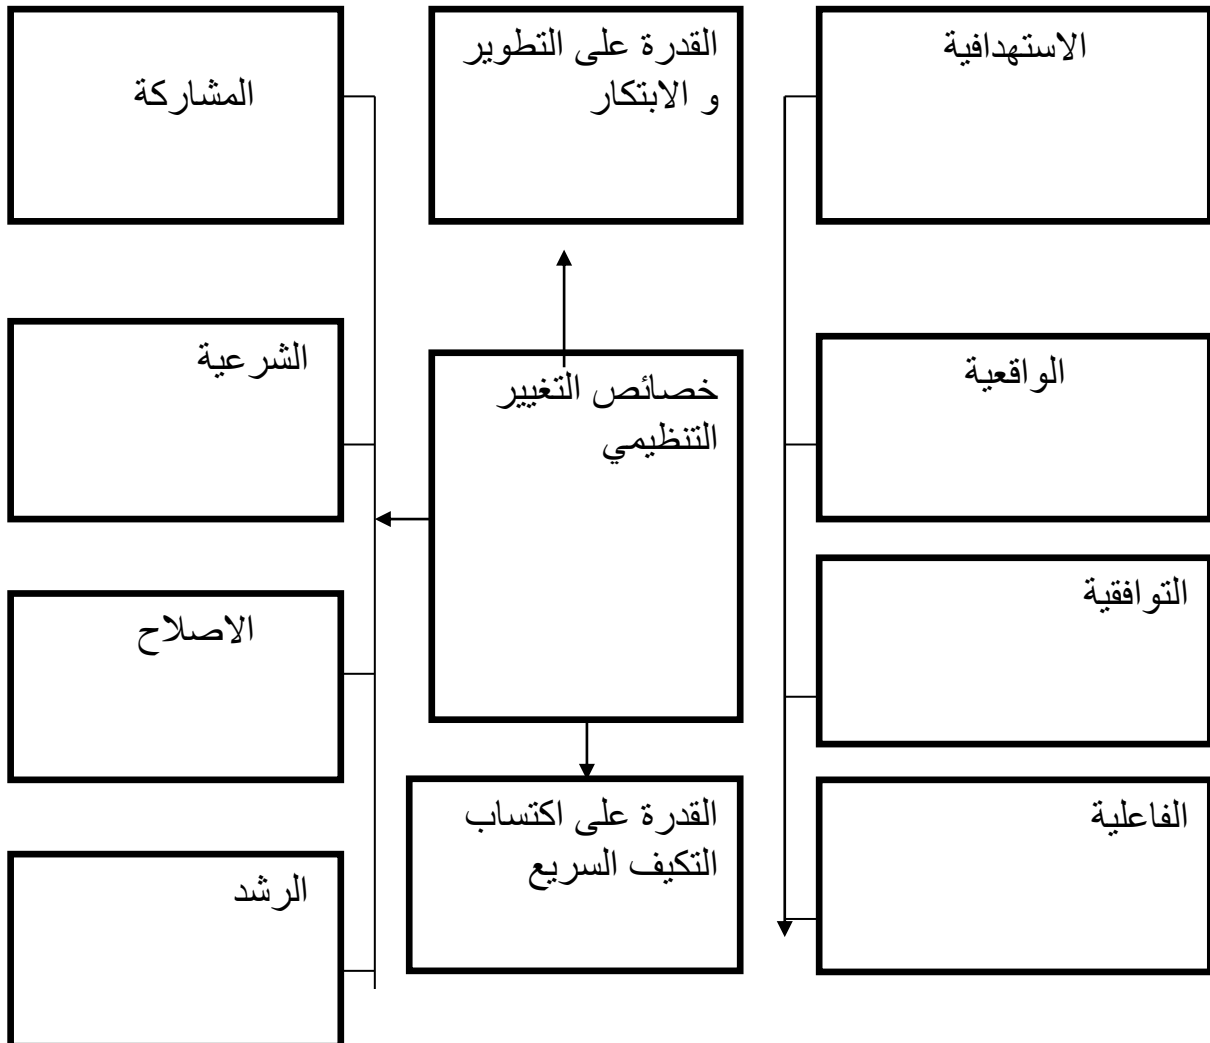 الاستهدافية
القدرة على التطوير
و الابتكار
المشاركة
الواقعية
خصائص التغيير
التنظيمي
الشرعية
التوافقية
الاصلاح
الفاعلية
القدرة على اكتساب
التكيف السريع
الرشد